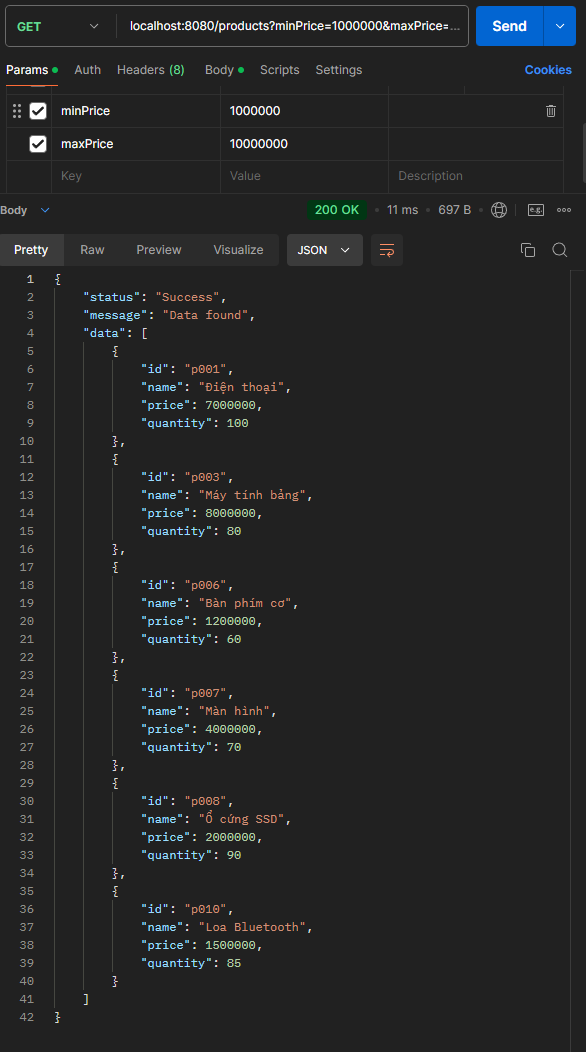 GET localhost:8080/products?minPrice=1000000&maxPrice=... Send
Params Auth Headers (8) Body Scripts Settings Cookies
minPrice 1000000
maxPrice 10000000
Key Value Description
Body 200 OK • 11 ms • 697 B • e.g.
Pretty Raw Preview Visualize JSON
1 {
2 "status": "Success",
3 "message": "Data found",
4 "data": [
5 {
6 "id": "p001",
7 "name": "Điện thoại",
8 "price": 7000000,
9 "quantity": 100
10 },
11 {
12 "id": "p003",
13 "name": "Máy tính bảng",
14 "price": 8000000,
15 "quantity": 80
16 },
17 {
18 "id": "p006",
19 "name": "Bàn phím cơ",
20 "price": 1200000,
21 "quantity": 60
22 },
23 {
24 "id": "p007",
25 "name": "Màn hình",
26 "price": 4000000,
27 "quantity": 70
28 },
29 {
30 "id": "p008",
31 "name": "Ổ cứng SSD",
32 "price": 2000000,
33 "quantity": 90
34 },
35 {
36 "id": "p010",
37 "name": "Loa Bluetooth",
38 "price": 1500000,
39 "quantity": 85
40 }
41 ]
42 }